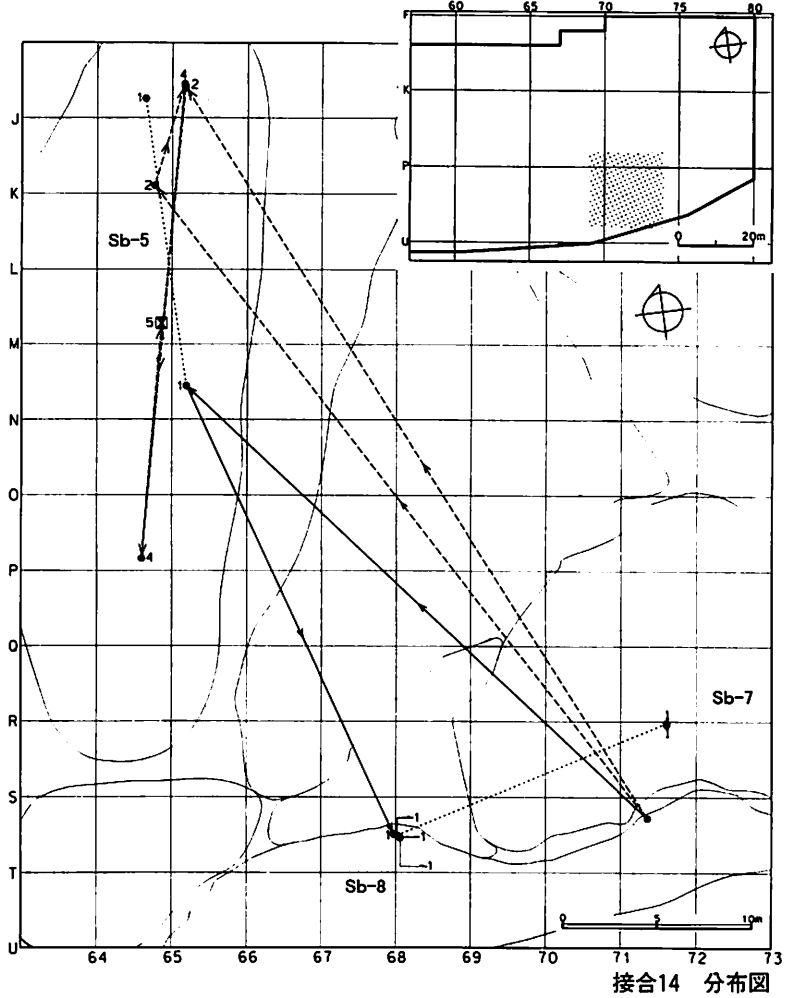 60 65 70 75 80
F
K
P
U
0 20m
J
K
L
M
N
O
P
O
R
S
T
U
4
1 2
2
Sb-5
5
1
4
Sb-7
1
1 1
1
Sb-8
0 5 10m
64 65 66 67 68 69 70 71 72 73
接合14 分布図